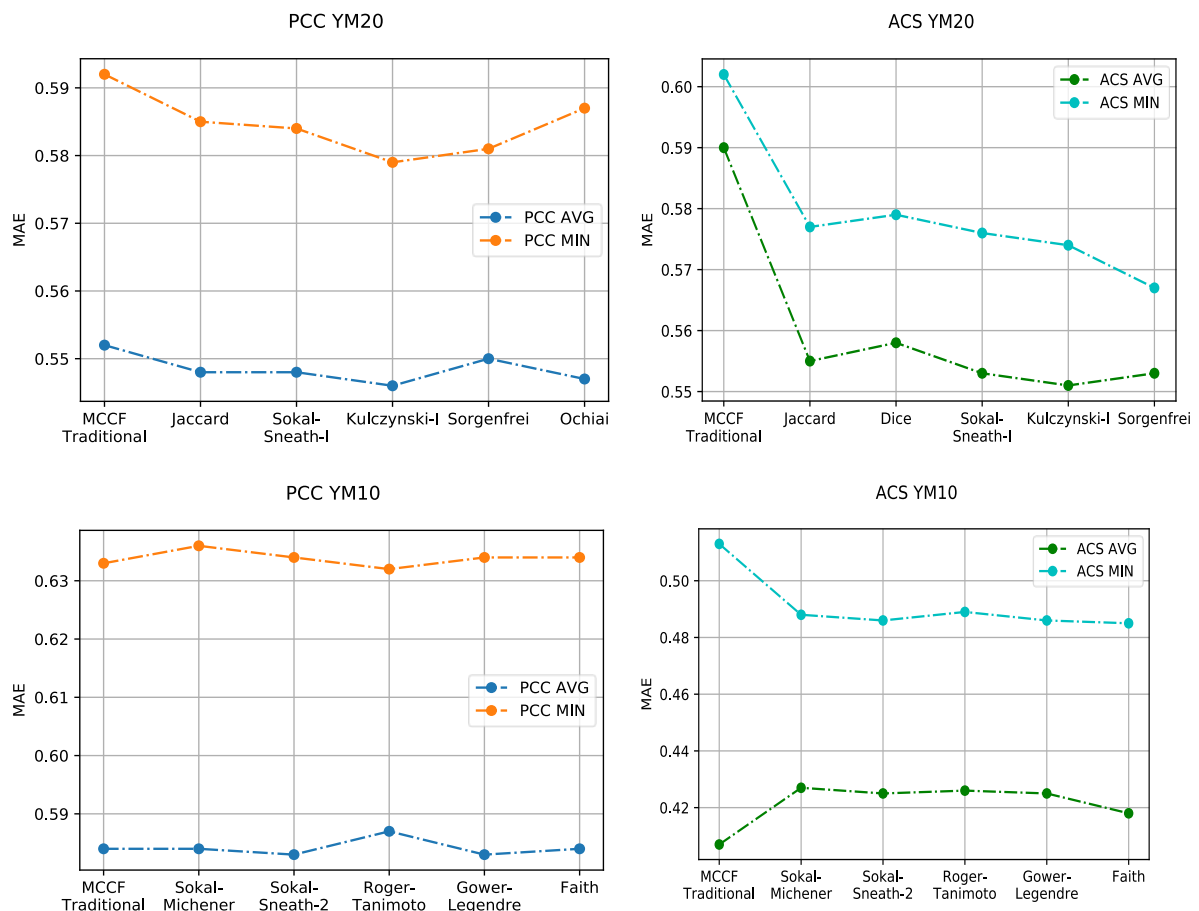 PCC YM20
0.59
0.58
0.57
0.56
0.55
MAE
PCC AVG
PCC MIN
MCCF
Traditional
Jaccard
Sokal-
Sneath-I
Kulczynski-I
Sorgenfrei
Ochiai
ACS YM20
0.60
0.59
0.58
0.57
0.56
0.55
MAE
ACS AVG
ACS MIN
MCCF
Traditional
Jaccard
Dice
Sokal-
Sneath-I
Kulczynski-I
Sorgenfrei
PCC YM10
0.63
0.62
0.61
0.60
0.59
MAE
PCC AVG
PCC MIN
MCCF
Traditional
Sokal-
Michener
Sokal-
Sneath-2
Roger-
Tanimoto
Gower-
Legendre
Faith
ACS YM10
0.50
0.48
0.46
0.44
0.42
MAE
ACS AVG
ACS MIN
MCCF
Traditional
Sokal-
Michener
Sokal-
Sneath-2
Roger-
Tanimoto
Gower-
Legendre
Faith